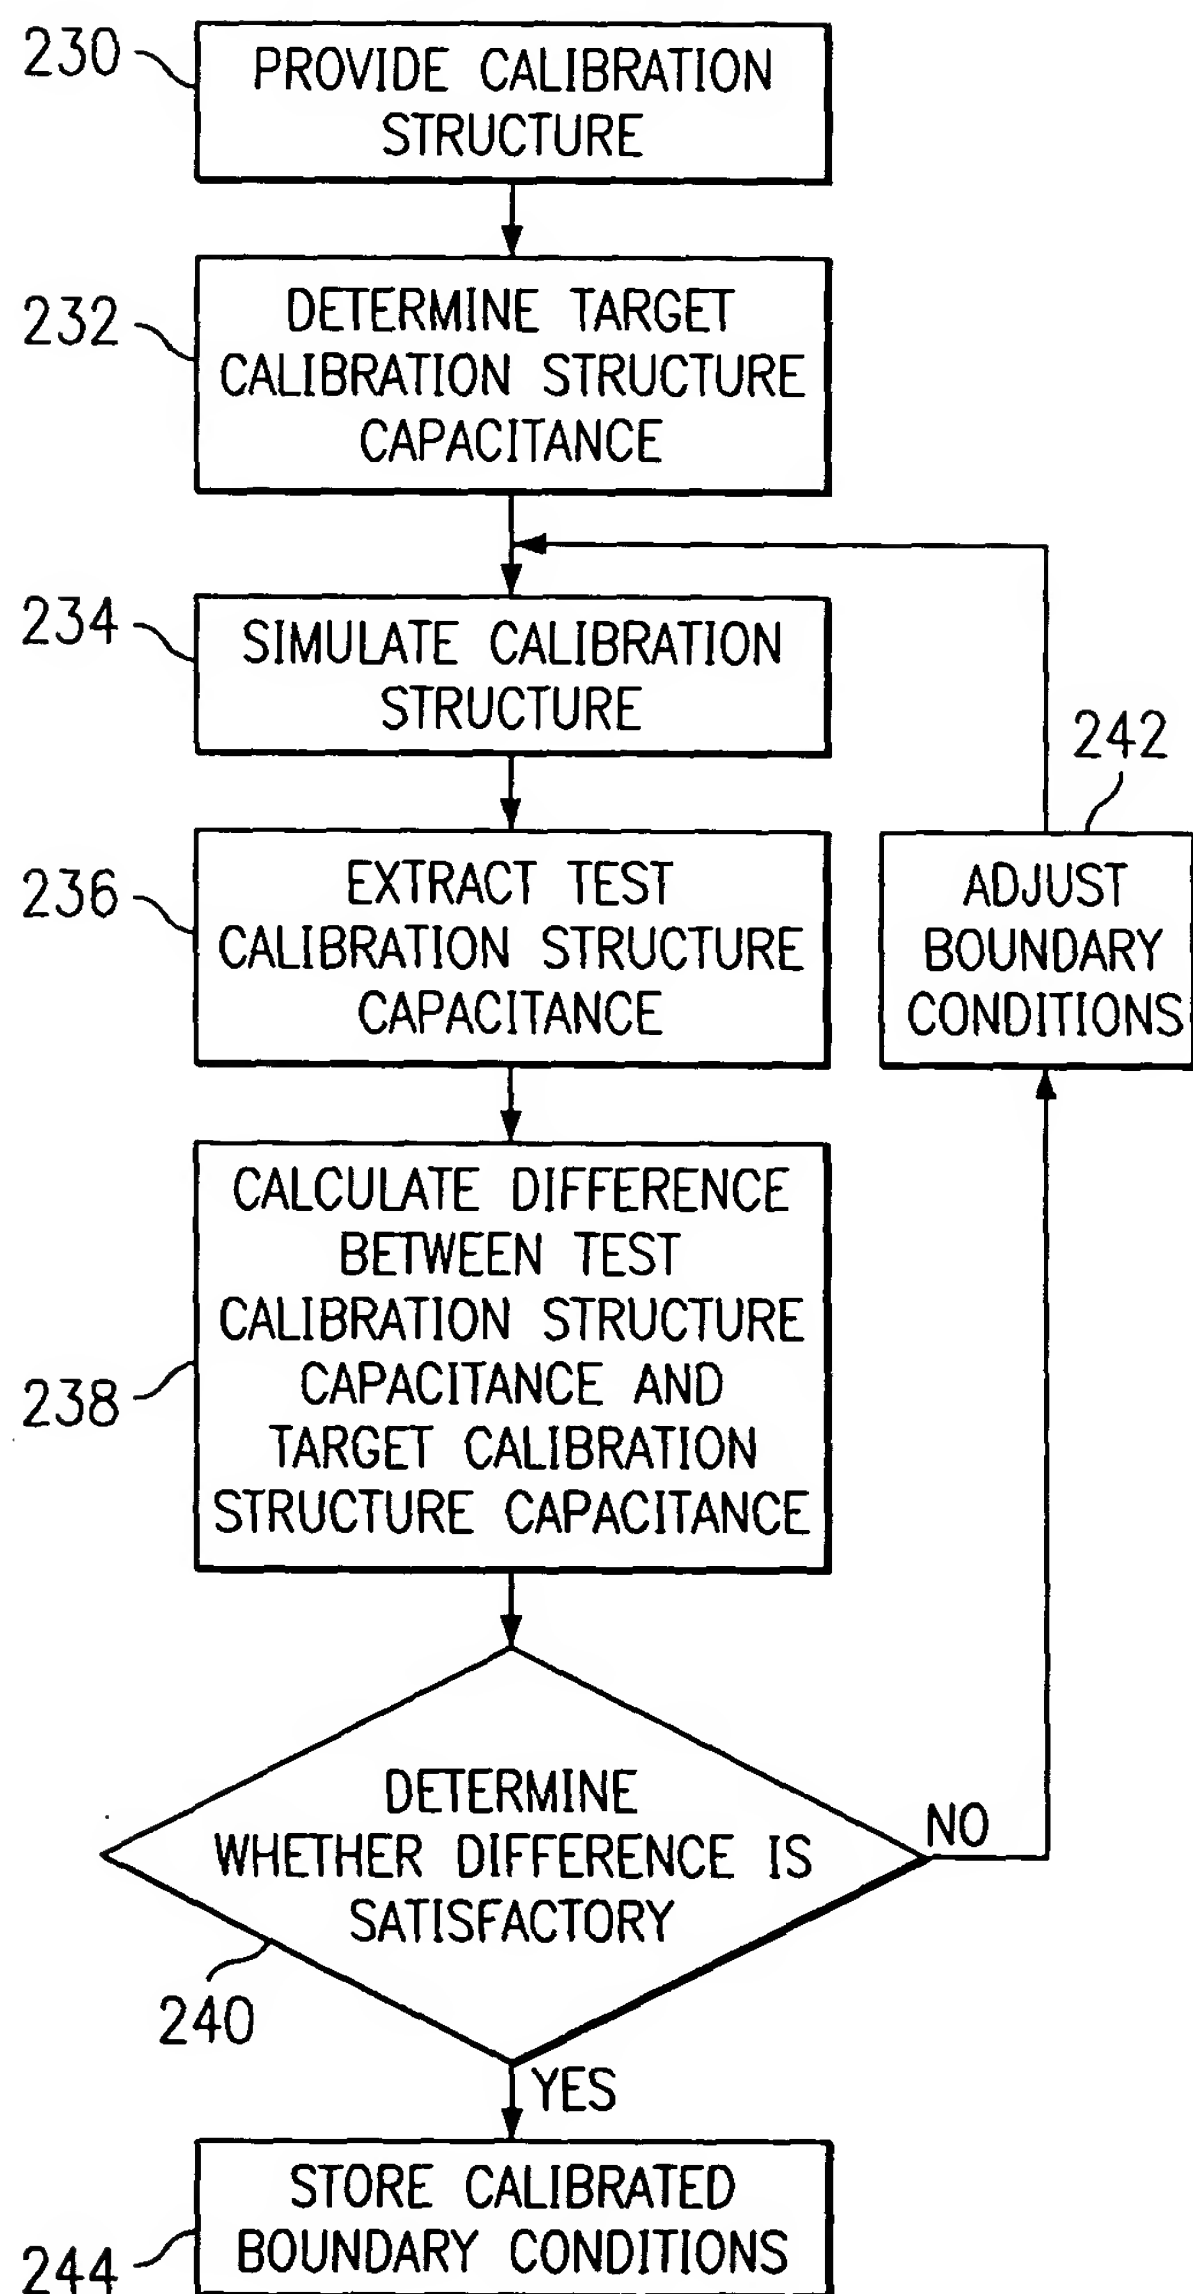 230
PROVIDE CALIBRATION
STRUCTURE
232
DETERMINE TARGET
CALIBRATION STRUCTURE
CAPACITANCE
234
SIMULATE CALIBRATION
STRUCTURE
242
236
EXTRACT TEST
CALIBRATION STRUCTURE
CAPACITANCE
ADJUST
BOUNDARY
CONDITIONS
238
CALCULATE DIFFERENCE
BETWEEN TEST
CALIBRATION STRUCTURE
CAPACITANCE AND
TARGET CALIBRATION
STRUCTURE CAPACITANCE
DETERMINE
WHETHER DIFFERENCE IS
SATISFACTORY
NO
240
YES
244
STORE CALIBRATED
BOUNDARY CONDITIONS